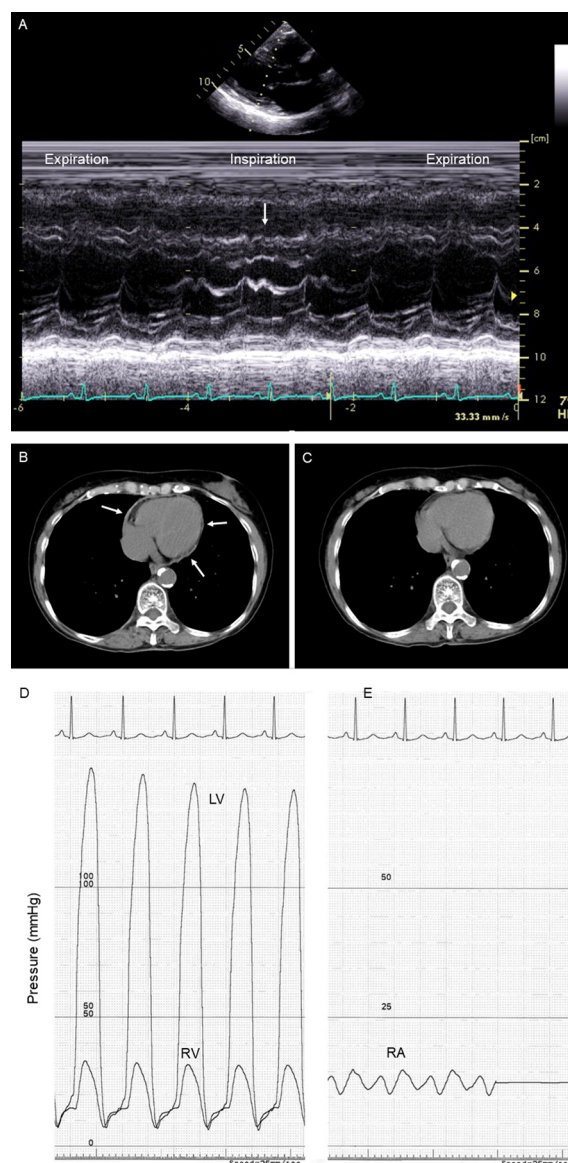 A
5
10
[cm]
Expiration Inspiration Expiration
2
4
6
8
10
12
-6 -4 -2 0
33.33 mm/s
B
C
D
E
LV
100
100
50
50
RV
0
Pressure (mmHg)
50
25
RA